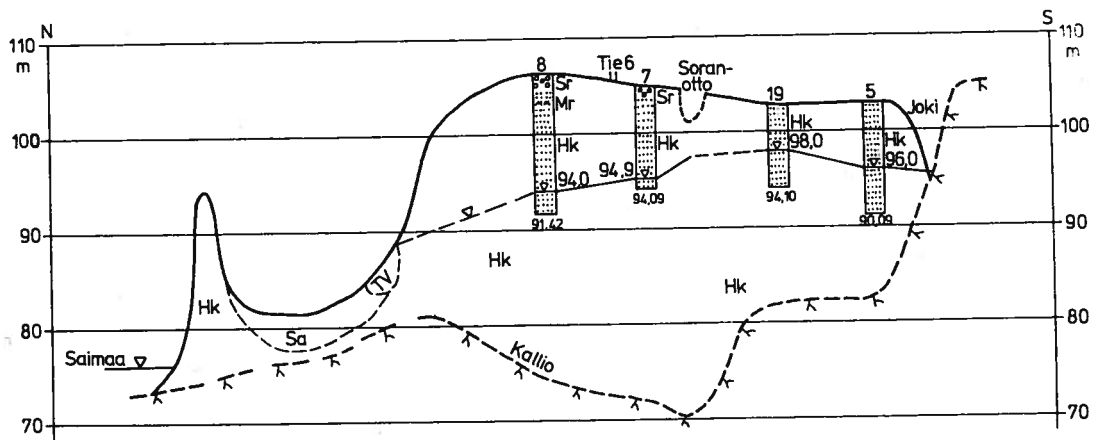 N
S
110
m
100
90
80
70
110
m
100
90
80
70
8
Tie 6
7
Soran-
otto
19
5
Joki
Sr
Mr
Hk
Sr
Hk
Hk
Hk
94,0
94,9
98,0
96,0
91.42
94,09
94,10
90,09
Hk
TV
Hk
Hk
Sa
Saimaa
Kallio